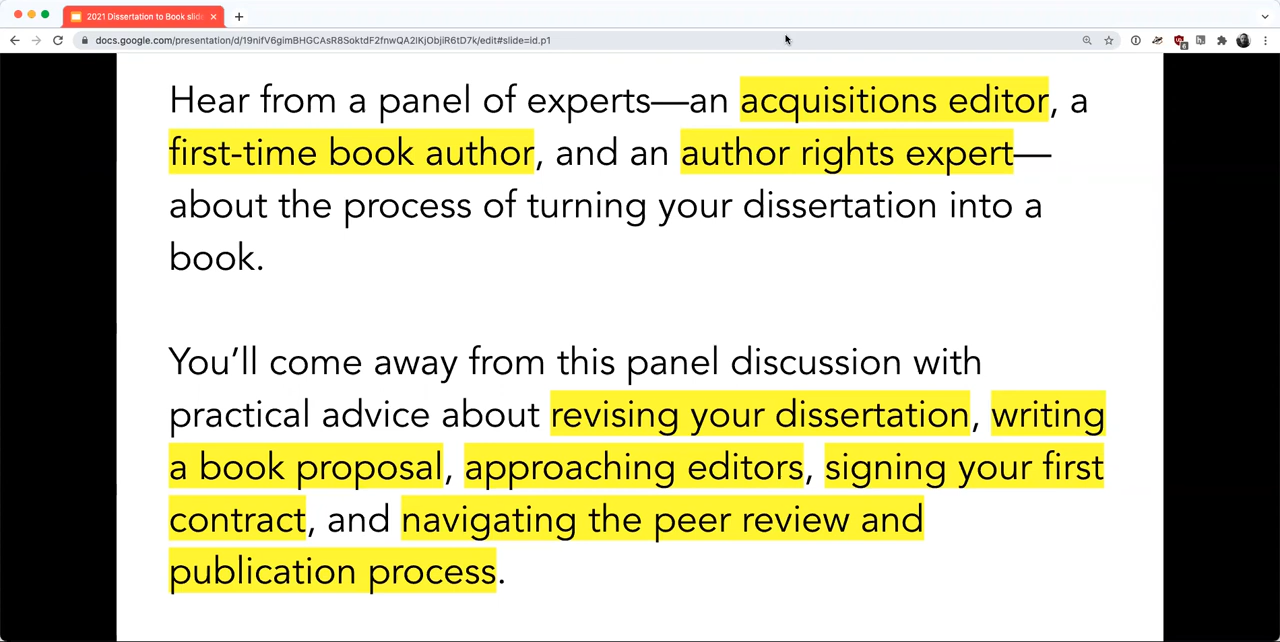 2021 Dissertation to Book slid
docs.google.com/presentation/d/19nifV6gimBHGCAsR8SoktdF2fnwQA2lKjObjiR6tD7k/edit#slide=id.p1
6
Hear from a panel of experts—an acquisitions editor, a
first-time book author, and an author rights expert—
about the process of turning your dissertation into a
book.
You’ll come away from this panel discussion with
practical advice about revising your dissertation, writing
a book proposal, approaching editors, signing your first
contract, and navigating the peer review and
publication process.